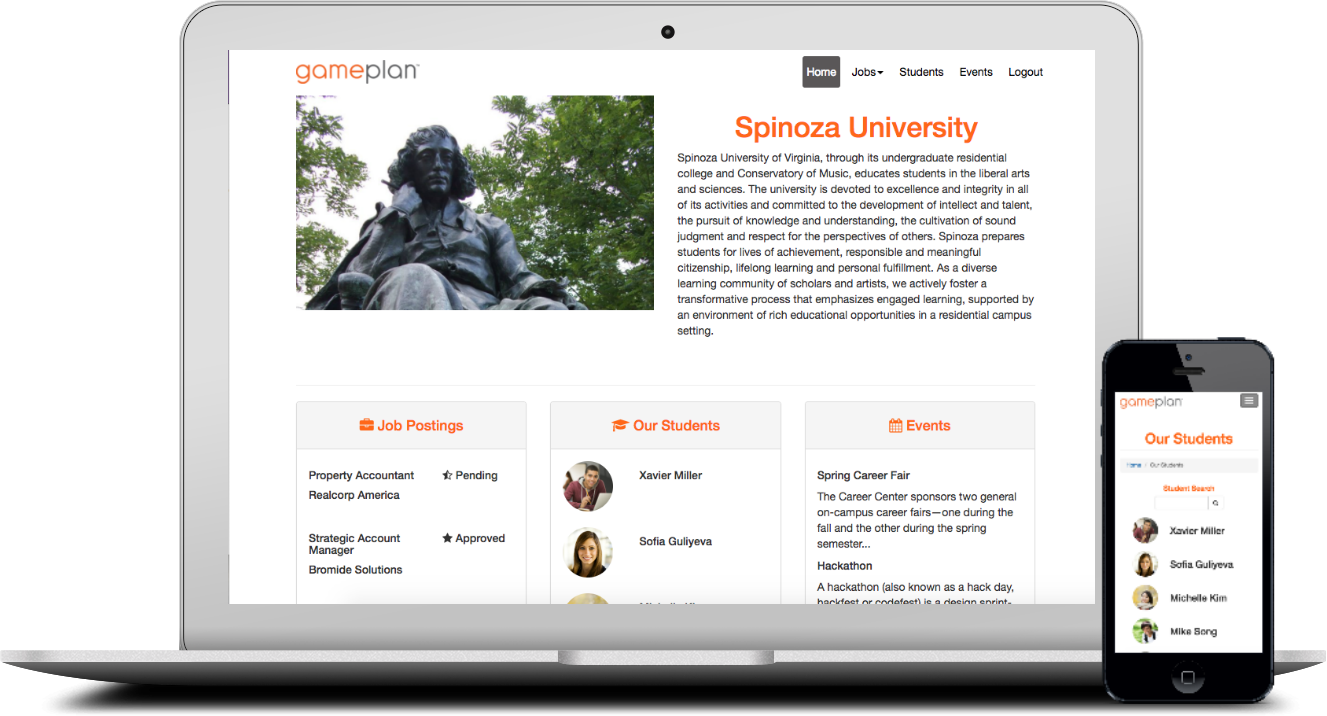 gameplan™
Home
Jobs
Students
Events
Logout
Spinoza University
Spinoza University of Virginia, through its undergraduate residential
college and Conservatory of Music, educates students in the liberal arts
and sciences. The university is devoted to excellence and integrity in all
of its activities and committed to the development of intellect and talent,
the pursuit of knowledge and understanding, the cultivation of sound
judgment and respect for the perspectives of others. Spinoza prepares
students for lives of achievement, responsible and meaningful
citizenship, lifelong learning and personal fulfillment. As a diverse
learning community of scholars and artists, we actively foster a
transformative process that emphasizes engaged learning, supported by
an environment of rich educational opportunities in a residential campus
setting.
Job Postings
Property Accountant
Pending
Realcorp America
Strategic Account
Manager
Approved
Bromide Solutions
Our Students
Xavier Miller
Sofia Guliyeva
Events
Spring Career Fair
The Career Center sponsors two general
on-campus career fairs—one during the
fall and the other during the spring
semester...
Hackathon
A hackathon (also known as a hack day,
hackfest or codefest) is a design sprint-
gameplan
Our Students
Home / Our Students
Student Search
Xavier Miller
Sofia Guliyeva
Michelle Kim
Mike Song